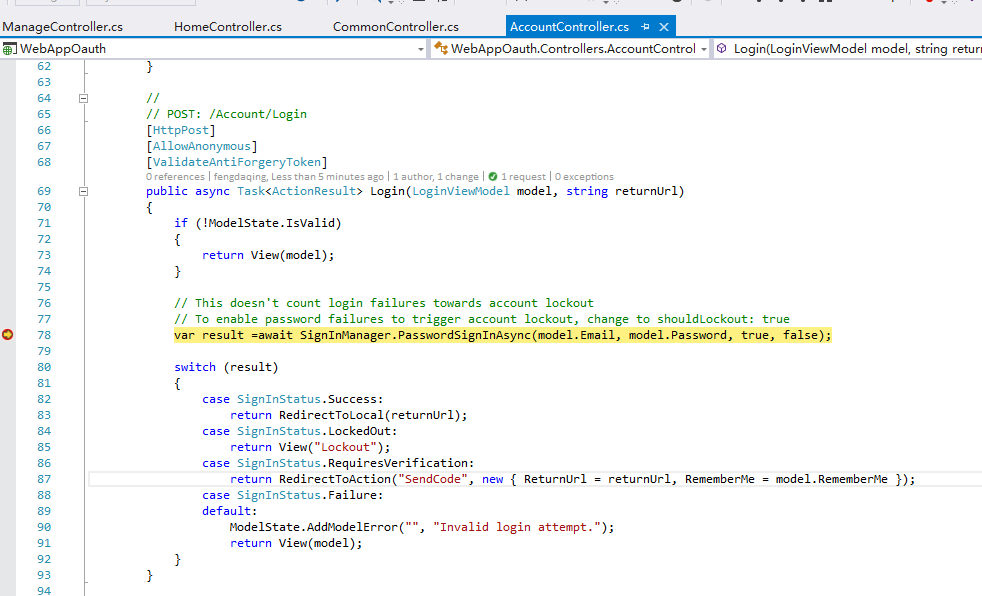 ManageController.cs HomeController.cs CommonController.cs AccountController.cs
WebAppOauth WebAppOauth.Controllers.AccountControl Login(LoginViewModel model, string return
62 }
63
64 //
65 // POST: /Account/Login
66 [HttpPost]
67 [AllowAnonymous]
68 [ValidateAntiForgeryToken]
0 references | fengdaqing, Less than 5 minutes ago | 1 author, 1 change | 1 request | 0 exceptions
69 public async Task<ActionResult> Login(LoginViewModel model, string returnUrl)
70 {
71 if (!ModelState.IsValid)
72 {
73 return View(model);
74 }
75
76 // This doesn't count login failures towards account lockout
77 // To enable password failures to trigger account lockout, change to shouldLockout: true
78 var result =await SignInManager.PasswordSignInAsync(model.Email, model.Password, true, false);
79
80 switch (result)
81 {
82 case SignInStatus.Success:
83 return RedirectToLocal(returnUrl);
84 case SignInStatus.LockedOut:
85 return View("Lockout");
86 case SignInStatus.RequiresVerification:
87 return RedirectToAction("SendCode", new { ReturnUrl = returnUrl, RememberMe = model.RememberMe });
88 case SignInStatus.Failure:
89 default:
90 ModelState.AddModelError("", "Invalid login attempt.");
91 return View(model);
92 }
93 }
94